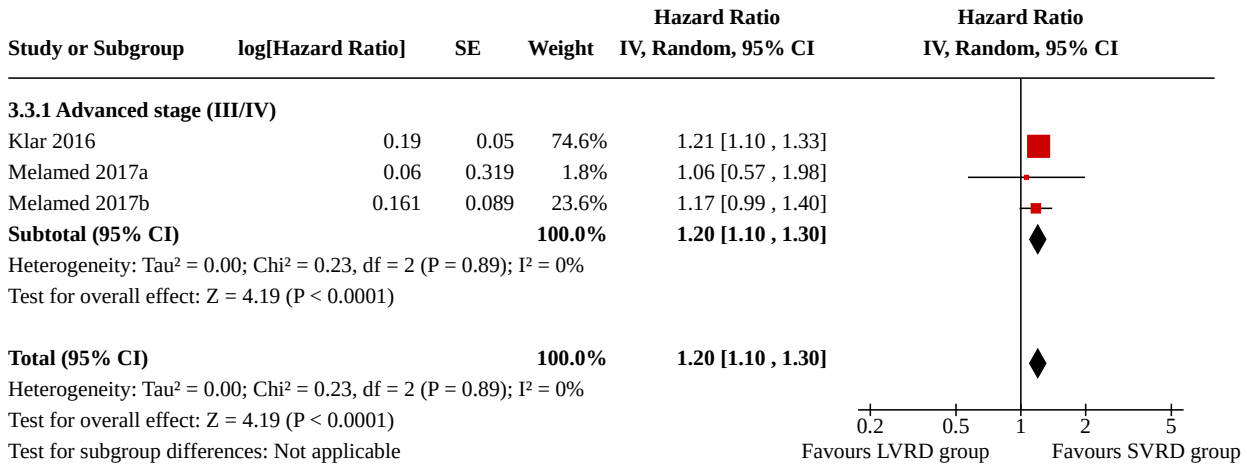 Hazard Ratio Hazard Ratio
Study or Subgroup log[Hazard Ratio] SE Weight IV, Random, 95% CI IV, Random, 95% CI
3.3.1 Advanced stage (III/IV)
Klar 2016 0.19 0.05 74.6% 1.21 [1.10 , 1.33]
Melamed 2017a 0.06 0.319 1.8% 1.06 [0.57 , 1.98]
Melamed 2017b 0.161 0.089 23.6% 1.17 [0.99 , 1.40]
Subtotal (95% CI) 100.0% 1.20 [1.10 , 1.30]
Heterogeneity: Tau² = 0.00; Chi² = 0.23, df = 2 (P = 0.89); I² = 0%
Test for overall effect: Z = 4.19 (P < 0.0001)
Total (95% CI) 100.0% 1.20 [1.10 , 1.30]
Heterogeneity: Tau² = 0.00; Chi² = 0.23, df = 2 (P = 0.89); I² = 0%
Test for overall effect: Z = 4.19 (P < 0.0001) 0.2 0.5 1 2 5
Test for subgroup differences: Not applicable Favours LVRD group Favours SVRD group